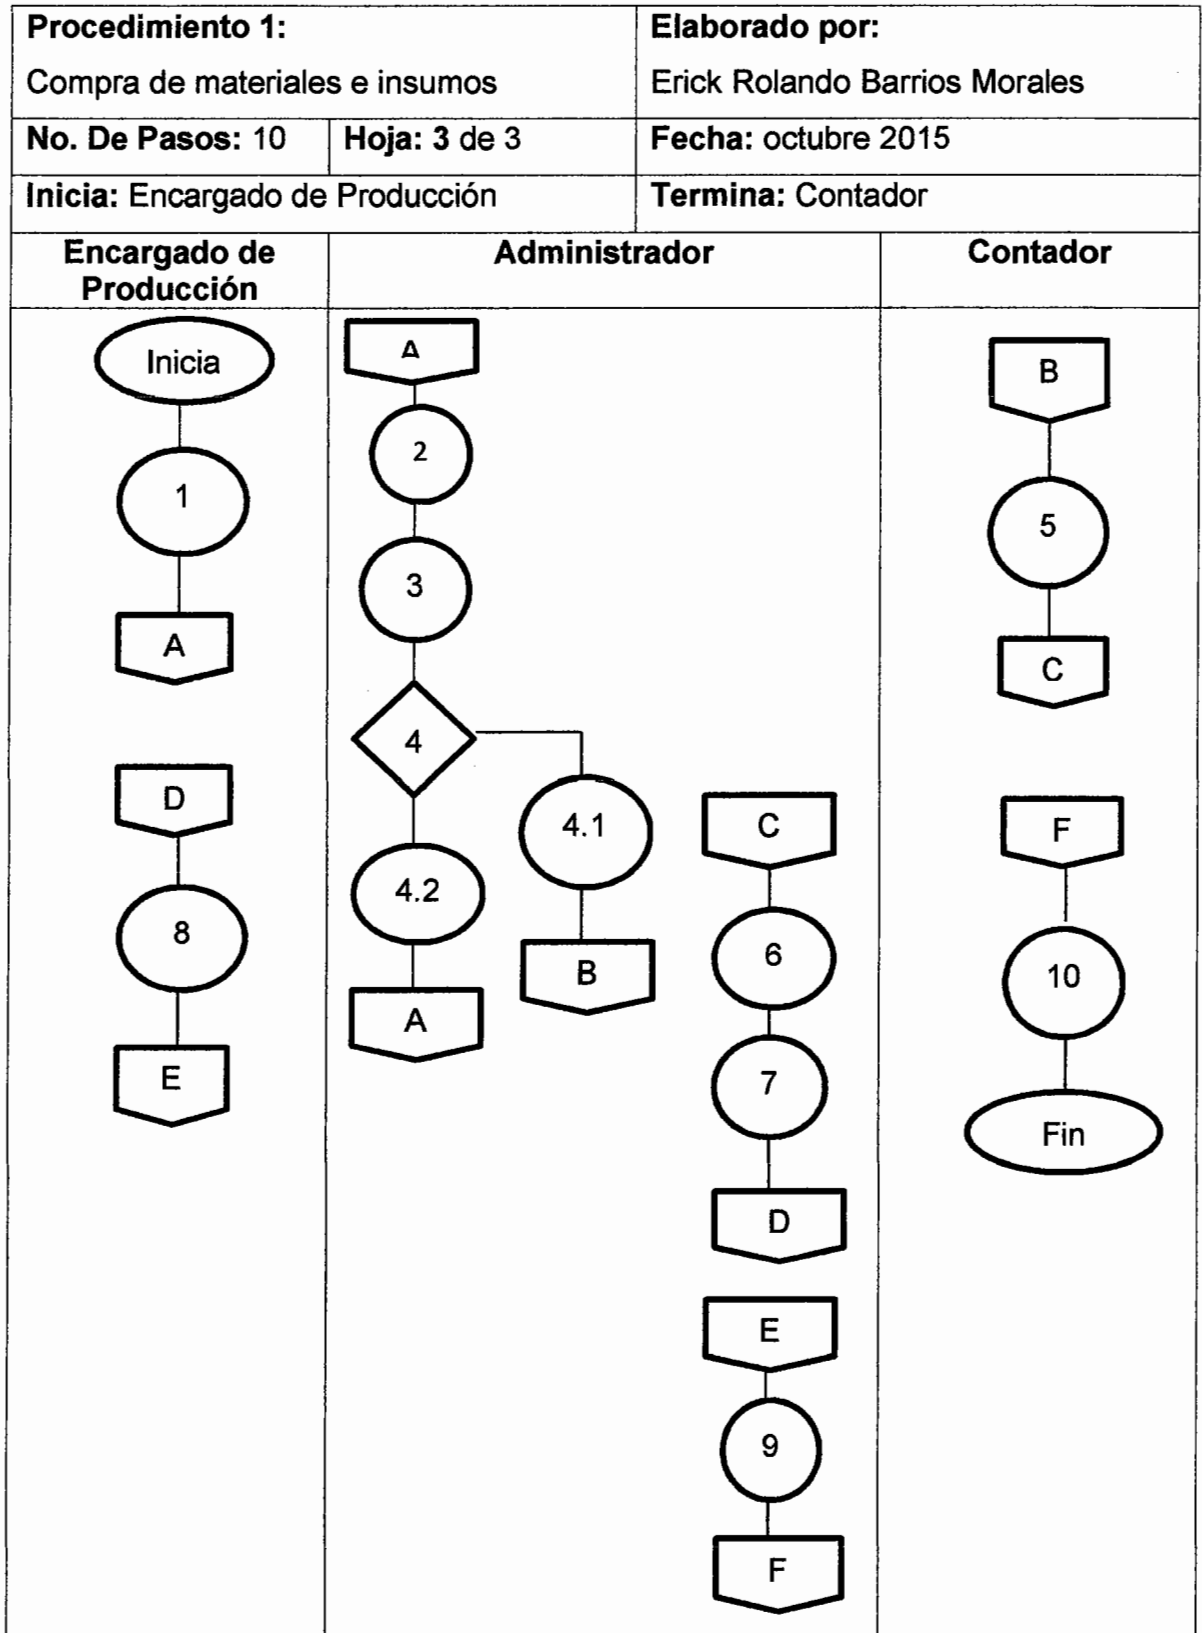 Procedimiento 1:
Compra de materiales e insumos
Elaborado por:
Erick Rolando Barrios Morales
No. De Pasos: 10
Hoja: 3 de 3
Fecha: octubre 2015
Inicia: Encargado de Producción
Termina: Contador
Encargado de
Producción
Administrador
Contador
Inicia
1
A
D
8
E
A
2
3
4
4.1
4.2
B
A
C
6
7
D
E
9
F
B
5
C
F
10
Fin